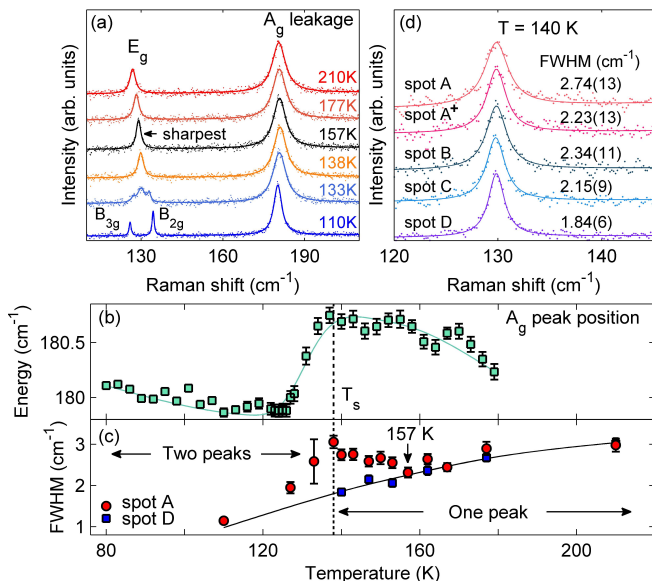 (a)
A_g leakage
E_g
210K
177K
sharpest
157K
138K
133K
B_3g
B_2g
110K
130
160
190
Raman shift (cm⁻¹)
Intensity (arb. units)
(d)
T = 140 K
FWHM (cm⁻¹)
spot A
2.74(13)
spot A⁺
2.23(13)
spot B
2.34(11)
spot C
2.15(9)
spot D
1.84(6)
120
130
140
Raman shift (cm⁻¹)
Intensity (arb. units)
(b)
A_g peak position
180.5
180
Energy (cm⁻¹)
T_s
(c)
157 K
Two peaks
One peak
spot A
spot D
3
2
1
FWHM (cm⁻¹)
80
120
160
200
Temperature (K)